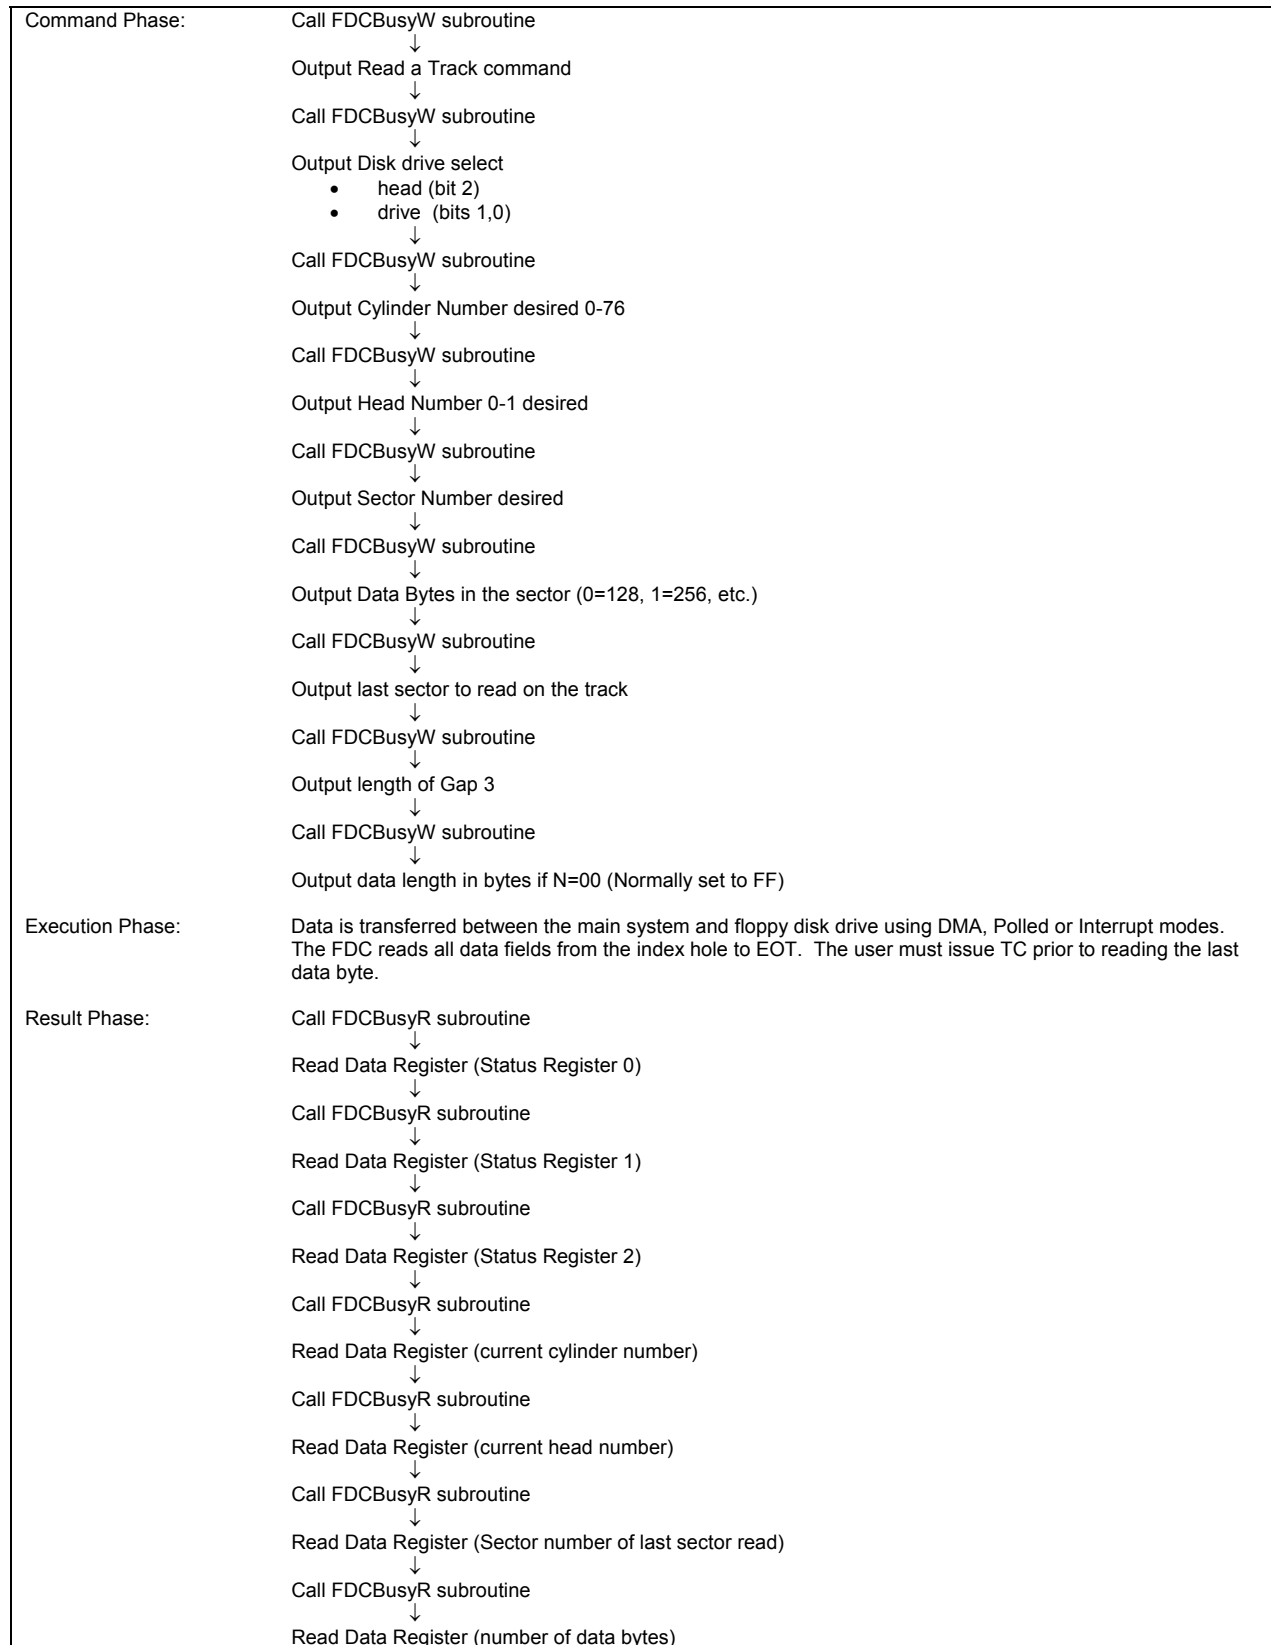 Command Phase: Call FDCBusyW subroutine
↓
Output Read a Track command
↓
Call FDCBusyW subroutine
↓
Output Disk drive select
• head (bit 2)
• drive (bits 1,0)
↓
Call FDCBusyW subroutine
↓
Output Cylinder Number desired 0-76
↓
Call FDCBusyW subroutine
↓
Output Head Number 0-1 desired
↓
Call FDCBusyW subroutine
↓
Output Sector Number desired
↓
Call FDCBusyW subroutine
↓
Output Data Bytes in the sector (0=128, 1=256, etc.)
↓
Call FDCBusyW subroutine
↓
Output last sector to read on the track
↓
Call FDCBusyW subroutine
↓
Output length of Gap 3
↓
Call FDCBusyW subroutine
↓
Output data length in bytes if N=00 (Normally set to FF)
Execution Phase: Data is transferred between the main system and floppy disk drive using DMA, Polled or Interrupt modes.
The FDC reads all data fields from the index hole to EOT. The user must issue TC prior to reading the last
data byte.
Result Phase: Call FDCBusyR subroutine
↓
Read Data Register (Status Register 0)
↓
Call FDCBusyR subroutine
↓
Read Data Register (Status Register 1)
↓
Call FDCBusyR subroutine
↓
Read Data Register (Status Register 2)
↓
Call FDCBusyR subroutine
↓
Read Data Register (current cylinder number)
↓
Call FDCBusyR subroutine
↓
Read Data Register (current head number)
↓
Call FDCBusyR subroutine
↓
Read Data Register (Sector number of last sector read)
↓
Call FDCBusyR subroutine
↓
Read Data Register (number of data bytes)